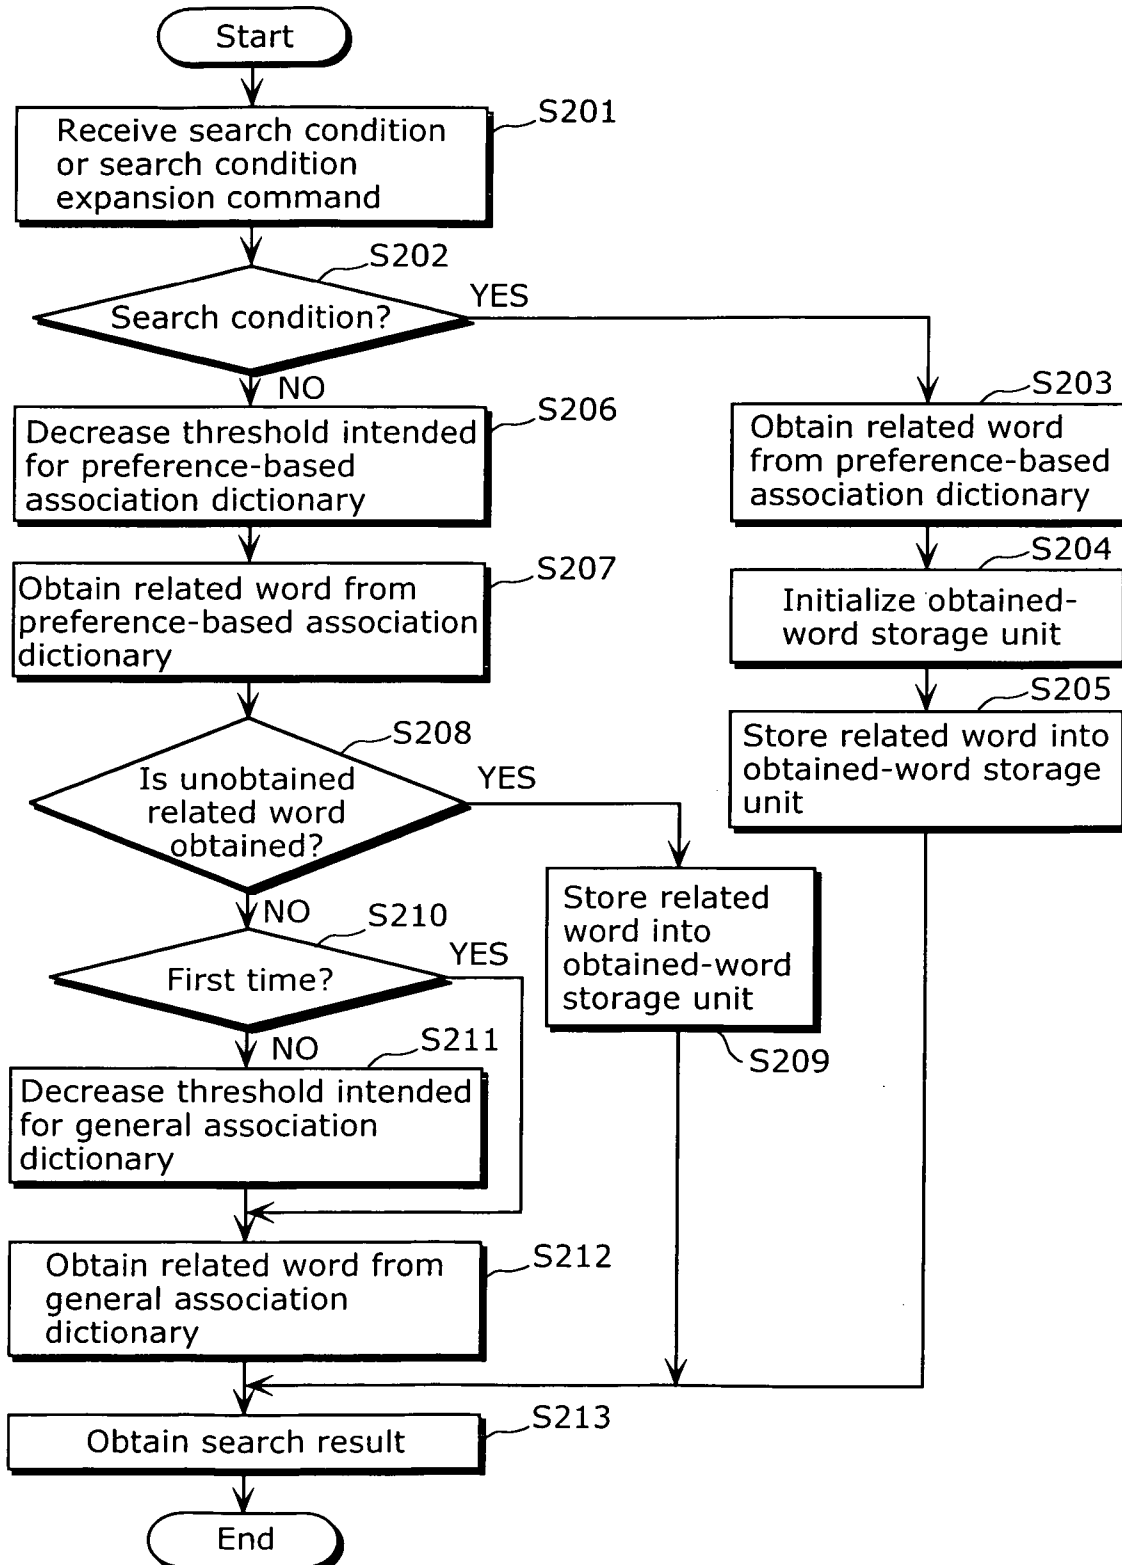 Start
S201
Receive search condition
or search condition
expansion command
S202
Search condition?
YES
NO
S203
Obtain related word
from preference-based
association dictionary
S206
Decrease threshold intended
for preference-based
association dictionary
S204
Initialize obtained-
word storage unit
S207
Obtain related word from
preference-based association
dictionary
S205
Store related word into
obtained-word storage
unit
S208
Is unobtained
related word
obtained?
YES
NO
Store related
word into
obtained-word
storage unit
S209
S210
First time?
YES
NO
S211
Decrease threshold intended
for general association
dictionary
S212
Obtain related word from
general association
dictionary
S213
Obtain search result
End